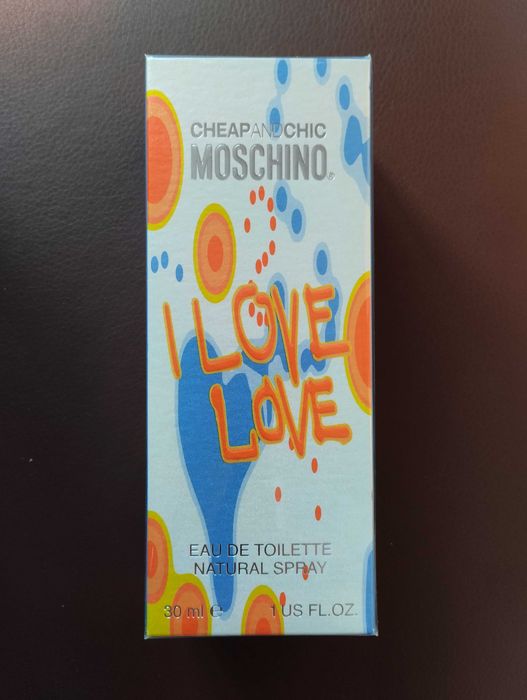 CHEAPANDCHIC
MOSCHINO®
I LOVE
LOVE
EAU DE TOILETTE
NATURAL SPRAY
30 ml ℮ 1 US FL.OZ.